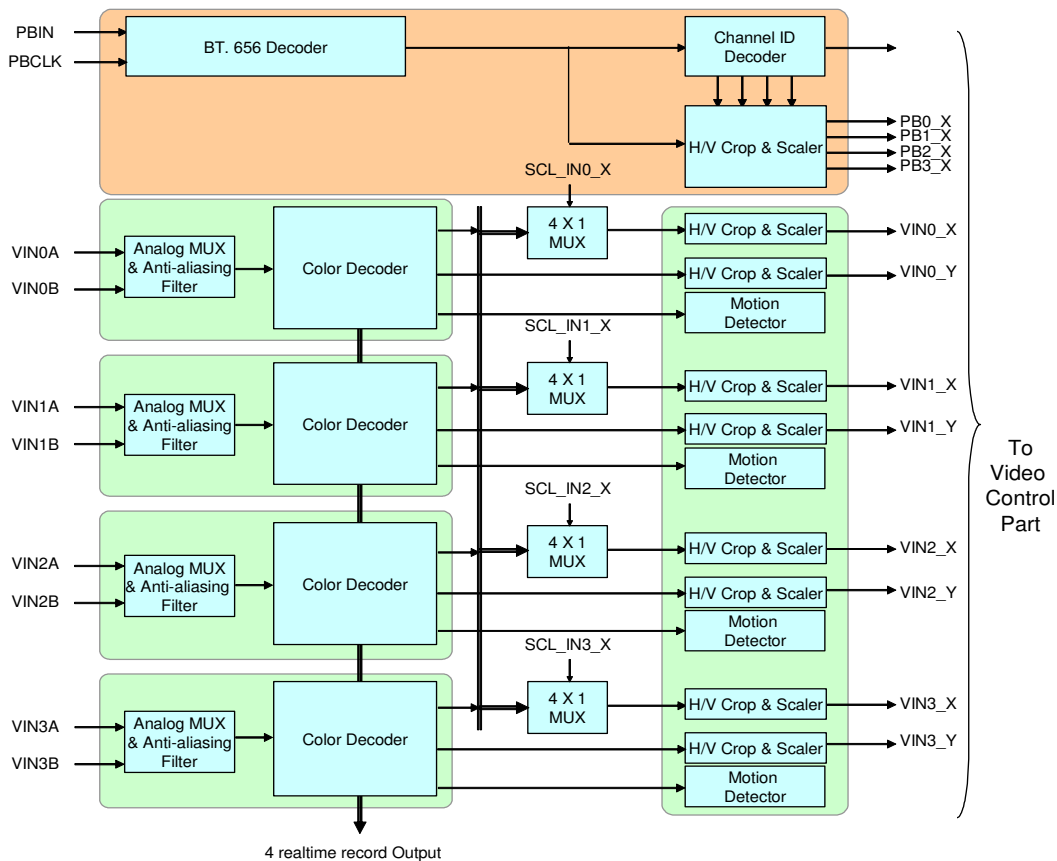 PBIN
PBCLK
BT. 656 Decoder
Channel ID
Decoder
H/V Crop & Scaler
PB0_X
PB1_X
PB2_X
PB3_X
SCL_IN0_X
VIN0A
VIN0B
Analog MUX
& Anti-aliasing
Filter
Color Decoder
4 X 1
MUX
H/V Crop & Scaler
VIN0_X
H/V Crop & Scaler
VIN0_Y
Motion
Detector
SCL_IN1_X
VIN1A
VIN1B
Analog MUX
& Anti-aliasing
Filter
Color Decoder
4 X 1
MUX
H/V Crop & Scaler
VIN1_X
H/V Crop & Scaler
VIN1_Y
Motion
Detector
To
Video
Control
Part
SCL_IN2_X
VIN2A
VIN2B
Analog MUX
& Anti-aliasing
Filter
Color Decoder
4 X 1
MUX
H/V Crop & Scaler
VIN2_X
H/V Crop & Scaler
VIN2_Y
Motion
Detector
SCL_IN3_X
VIN3A
VIN3B
Analog MUX
& Anti-aliasing
Filter
Color Decoder
4 X 1
MUX
H/V Crop & Scaler
VIN3_X
H/V Crop & Scaler
VIN3_Y
Motion
Detector
4 realtime record Output